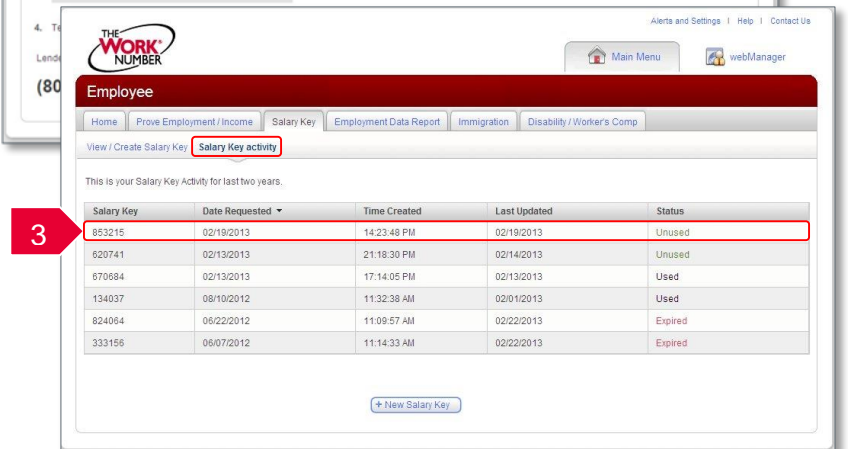 4. Te
Lende
(80
Alerts and Settings | Help | Contact Us
THE
WORK
NUMBER
Main Menu webManager
Employee
Home Prove Employment / Income Salary Key Employment Data Report Immigration Disability / Worker's Comp
View / Create Salary Key Salary Key activity
This is your Salary Key Activity for last two years.
Salary Key Date Requested Time Created Last Updated Status
3
853215 02/19/2013 14:23:48 PM 02/19/2013 Unused
620741 02/13/2013 21:18:30 PM 02/14/2013 Unused
670684 02/13/2013 17:14:05 PM 02/13/2013 Used
134037 08/10/2012 11:32:38 AM 02/01/2013 Used
824064 06/22/2012 11:09:57 AM 02/22/2013 Expired
333156 06/07/2012 11:14:33 AM 02/22/2013 Expired
+ New Salary Key